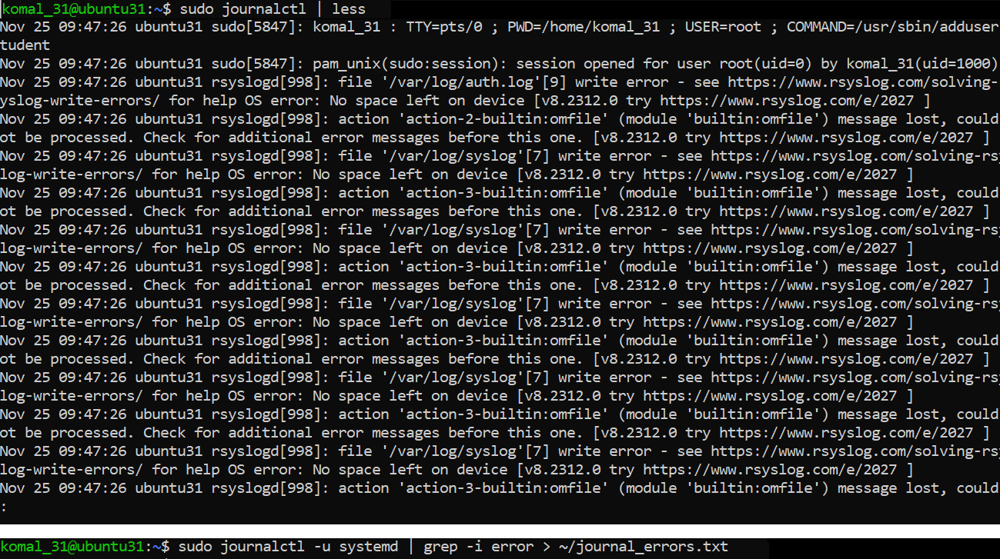 komal_31@ubuntu31:~$ sudo journalctl | less
Nov 25 09:47:26 ubuntu31 sudo[5847]: komal_31 : TTY=pts/0 ; PWD=/home/komal_31 ; USER=root ; COMMAND=/usr/sbin/adduser
tudent
Nov 25 09:47:26 ubuntu31 sudo[5847]: pam_unix(sudo:session): session opened for user root(uid=0) by komal_31(uid=1000)
Nov 25 09:47:26 ubuntu31 rsyslogd[998]: file '/var/log/auth.log'[9] write error - see https://www.rsyslog.com/solving-
yslog-write-errors/ for help OS error: No space left on device [v8.2312.0 try https://www.rsyslog.com/e/2027 ]
Nov 25 09:47:26 ubuntu31 rsyslogd[998]: action 'action-2-builtin:omfile' (module 'builtin:omfile') message lost, could
ot be processed. Check for additional error messages before this one. [v8.2312.0 try https://www.rsyslog.com/e/2027 ]
Nov 25 09:47:26 ubuntu31 rsyslogd[998]: file '/var/log/syslog'[7] write error - see https://www.rsyslog.com/solving-rsy
log-write-errors/ for help OS error: No space left on device [v8.2312.0 try https://www.rsyslog.com/e/2027 ]
Nov 25 09:47:26 ubuntu31 rsyslogd[998]: action 'action-3-builtin:omfile' (module 'builtin:omfile') message lost, could
ot be processed. Check for additional error messages before this one. [v8.2312.0 try https://www.rsyslog.com/e/2027 ]
Nov 25 09:47:26 ubuntu31 rsyslogd[998]: file '/var/log/syslog'[7] write error - see https://www.rsyslog.com/solving-rsy
log-write-errors/ for help OS error: No space left on device [v8.2312.0 try https://www.rsyslog.com/e/2027 ]
Nov 25 09:47:26 ubuntu31 rsyslogd[998]: action 'action-3-builtin:omfile' (module 'builtin:omfile') message lost, could
ot be processed. Check for additional error messages before this one. [v8.2312.0 try https://www.rsyslog.com/e/2027 ]
Nov 25 09:47:26 ubuntu31 rsyslogd[998]: file '/var/log/syslog'[7] write error - see https://www.rsyslog.com/solving-rsy
log-write-errors/ for help OS error: No space left on device [v8.2312.0 try https://www.rsyslog.com/e/2027 ]
Nov 25 09:47:26 ubuntu31 rsyslogd[998]: action 'action-3-builtin:omfile' (module 'builtin:omfile') message lost, could
ot be processed. Check for additional error messages before this one. [v8.2312.0 try https://www.rsyslog.com/e/2027 ]
Nov 25 09:47:26 ubuntu31 rsyslogd[998]: file '/var/log/syslog'[7] write error - see https://www.rsyslog.com/solving-rsy
log-write-errors/ for help OS error: No space left on device [v8.2312.0 try https://www.rsyslog.com/e/2027 ]
Nov 25 09:47:26 ubuntu31 rsyslogd[998]: action 'action-3-builtin:omfile' (module 'builtin:omfile') message lost, could
ot be processed. Check for additional error messages before this one. [v8.2312.0 try https://www.rsyslog.com/e/2027 ]
Nov 25 09:47:26 ubuntu31 rsyslogd[998]: file '/var/log/syslog'[7] write error - see https://www.rsyslog.com/solving-rsy
log-write-errors/ for help OS error: No space left on device [v8.2312.0 try https://www.rsyslog.com/e/2027 ]
Nov 25 09:47:26 ubuntu31 rsyslogd[998]: action 'action-3-builtin:omfile' (module 'builtin:omfile') message lost, could
:
komal_31@ubuntu31:~$ sudo journalctl -u systemd | grep -i error > ~/journal_errors.txt